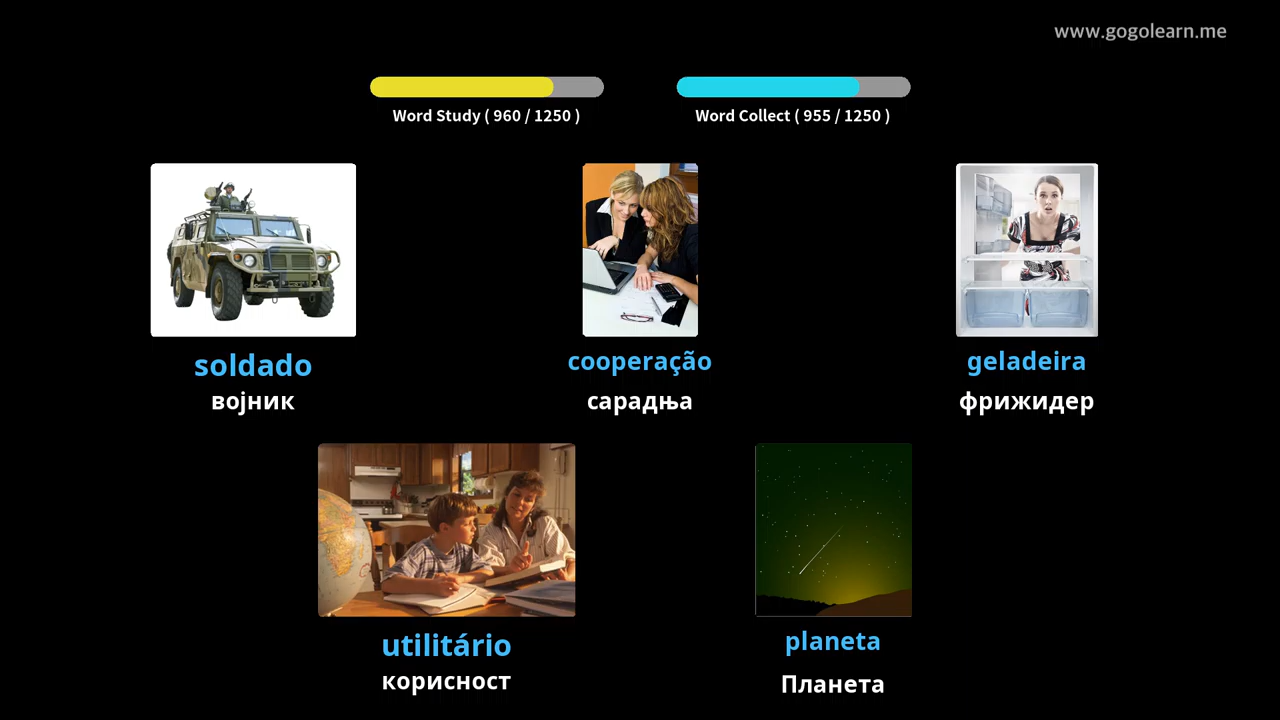 www.gogolearn.me
Word Study ( 960 / 1250 )
Word Collect ( 955 / 1250 )
soldado
војник
cooperação
сарадња
geladeira
фрижидер
utilitário
корисност
planeta
Планета